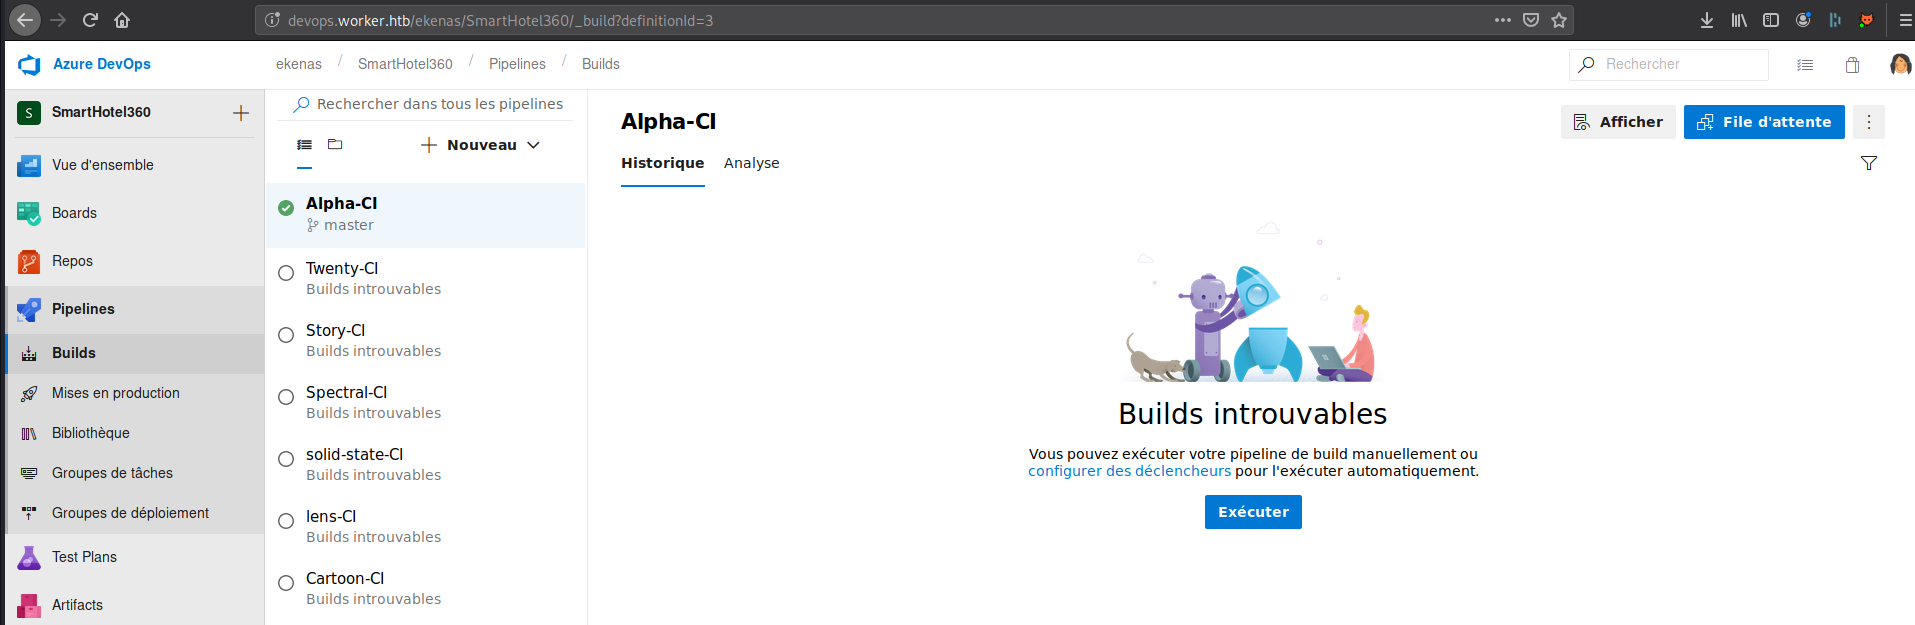 devops.worker.htb/ekenas/SmartHotel360/_build?definitionId=3
Azure DevOps
ekenas / SmartHotel360 / Pipelines / Builds
Rechercher
S SmartHotel360
Vue d'ensemble
Boards
Repos
Pipelines
Builds
Mises en production
Bibliothèque
Groupes de tâches
Groupes de déploiement
Test Plans
Artifacts
Rechercher dans tous les pipelines
Nouveau
Alpha-CI
master
Twenty-CI
Builds introuvables
Story-CI
Builds introuvables
Spectral-CI
Builds introuvables
solid-state-CI
Builds introuvables
lens-CI
Builds introuvables
Cartoon-CI
Builds introuvables
Alpha-CI
Afficher
File d'attente
Historique Analyse
Builds introuvables
Vous pouvez exécuter votre pipeline de build manuellement ou
configurer des déclencheurs pour l'exécuter automatiquement.
Exécuter